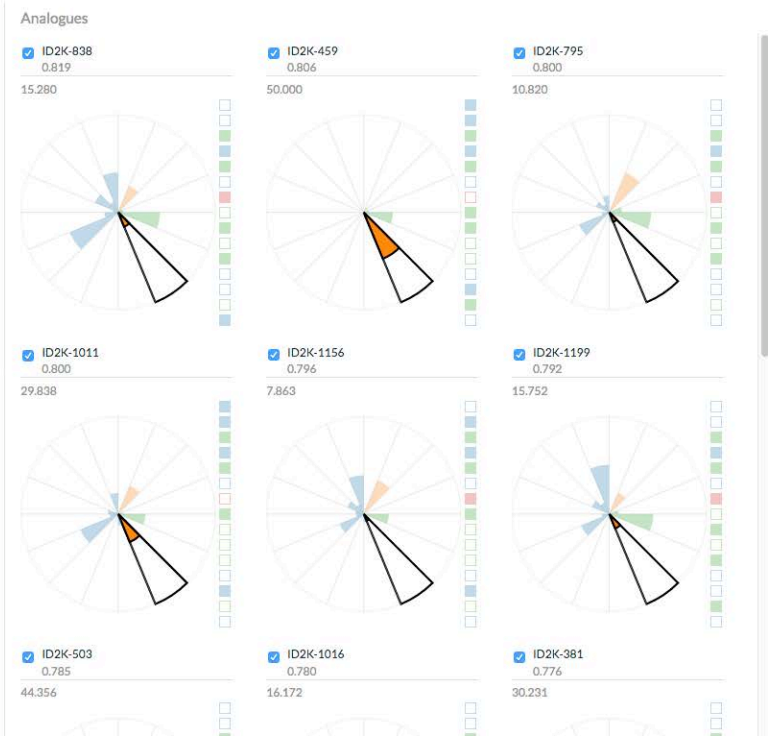 Analogues
ID2K-838
0.819
15.280
ID2K-459
0.806
50.000
ID2K-795
0.800
10.820
ID2K-1011
0.800
29.838
ID2K-1156
0.796
7.863
ID2K-1199
0.792
15.752
ID2K-503
0.785
44.356
ID2K-1016
0.780
16.172
ID2K-381
0.776
30.231